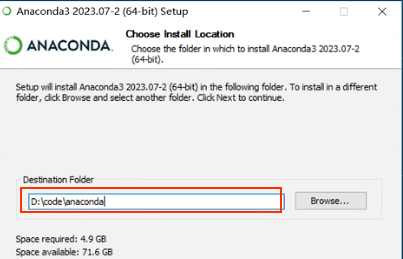 Anaconda3 2023.07-2 (64-bit) Setup
ANACONDA.
Choose Install Location
Choose the folder in which to install Anaconda3 2023.07-2
(64-bit).
Setup will install Anaconda3 2023.07-2 (64-bit) in the following folder. To install in a different
folder, click Browse and select another folder. Click Next to continue.
Destination Folder
D:\code\anaconda
Browse...
Space required: 4.9 GB
Space available: 71.6 GB